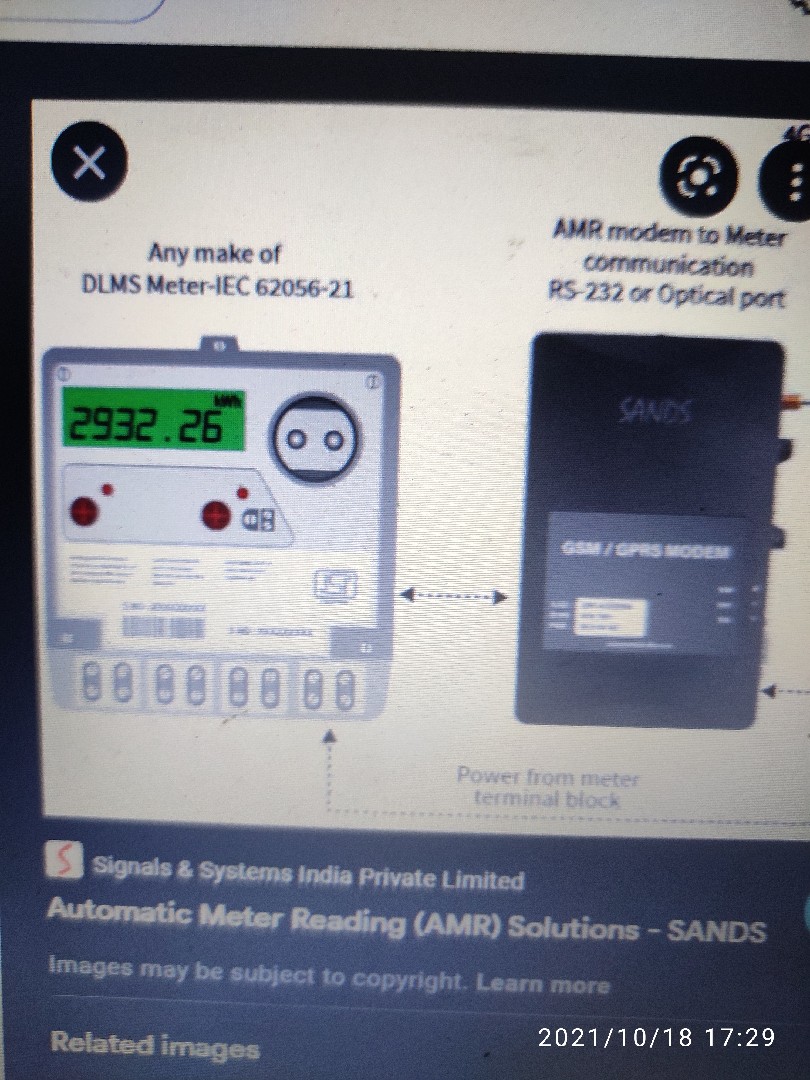 4G
Any make of
DLMS Meter-IEC 62056-21
AMR modem to Meter
communication
RS-232 or Optical port
kWh
2932.26
SANDS
GSM / GPRS MODEM
Power from meter
terminal block
S
Signals & Systems India Private Limited
Automatic Meter Reading (AMR) Solutions - SANDS
Images may be subject to copyright. Learn more
Related images
2021/10/18 17:29